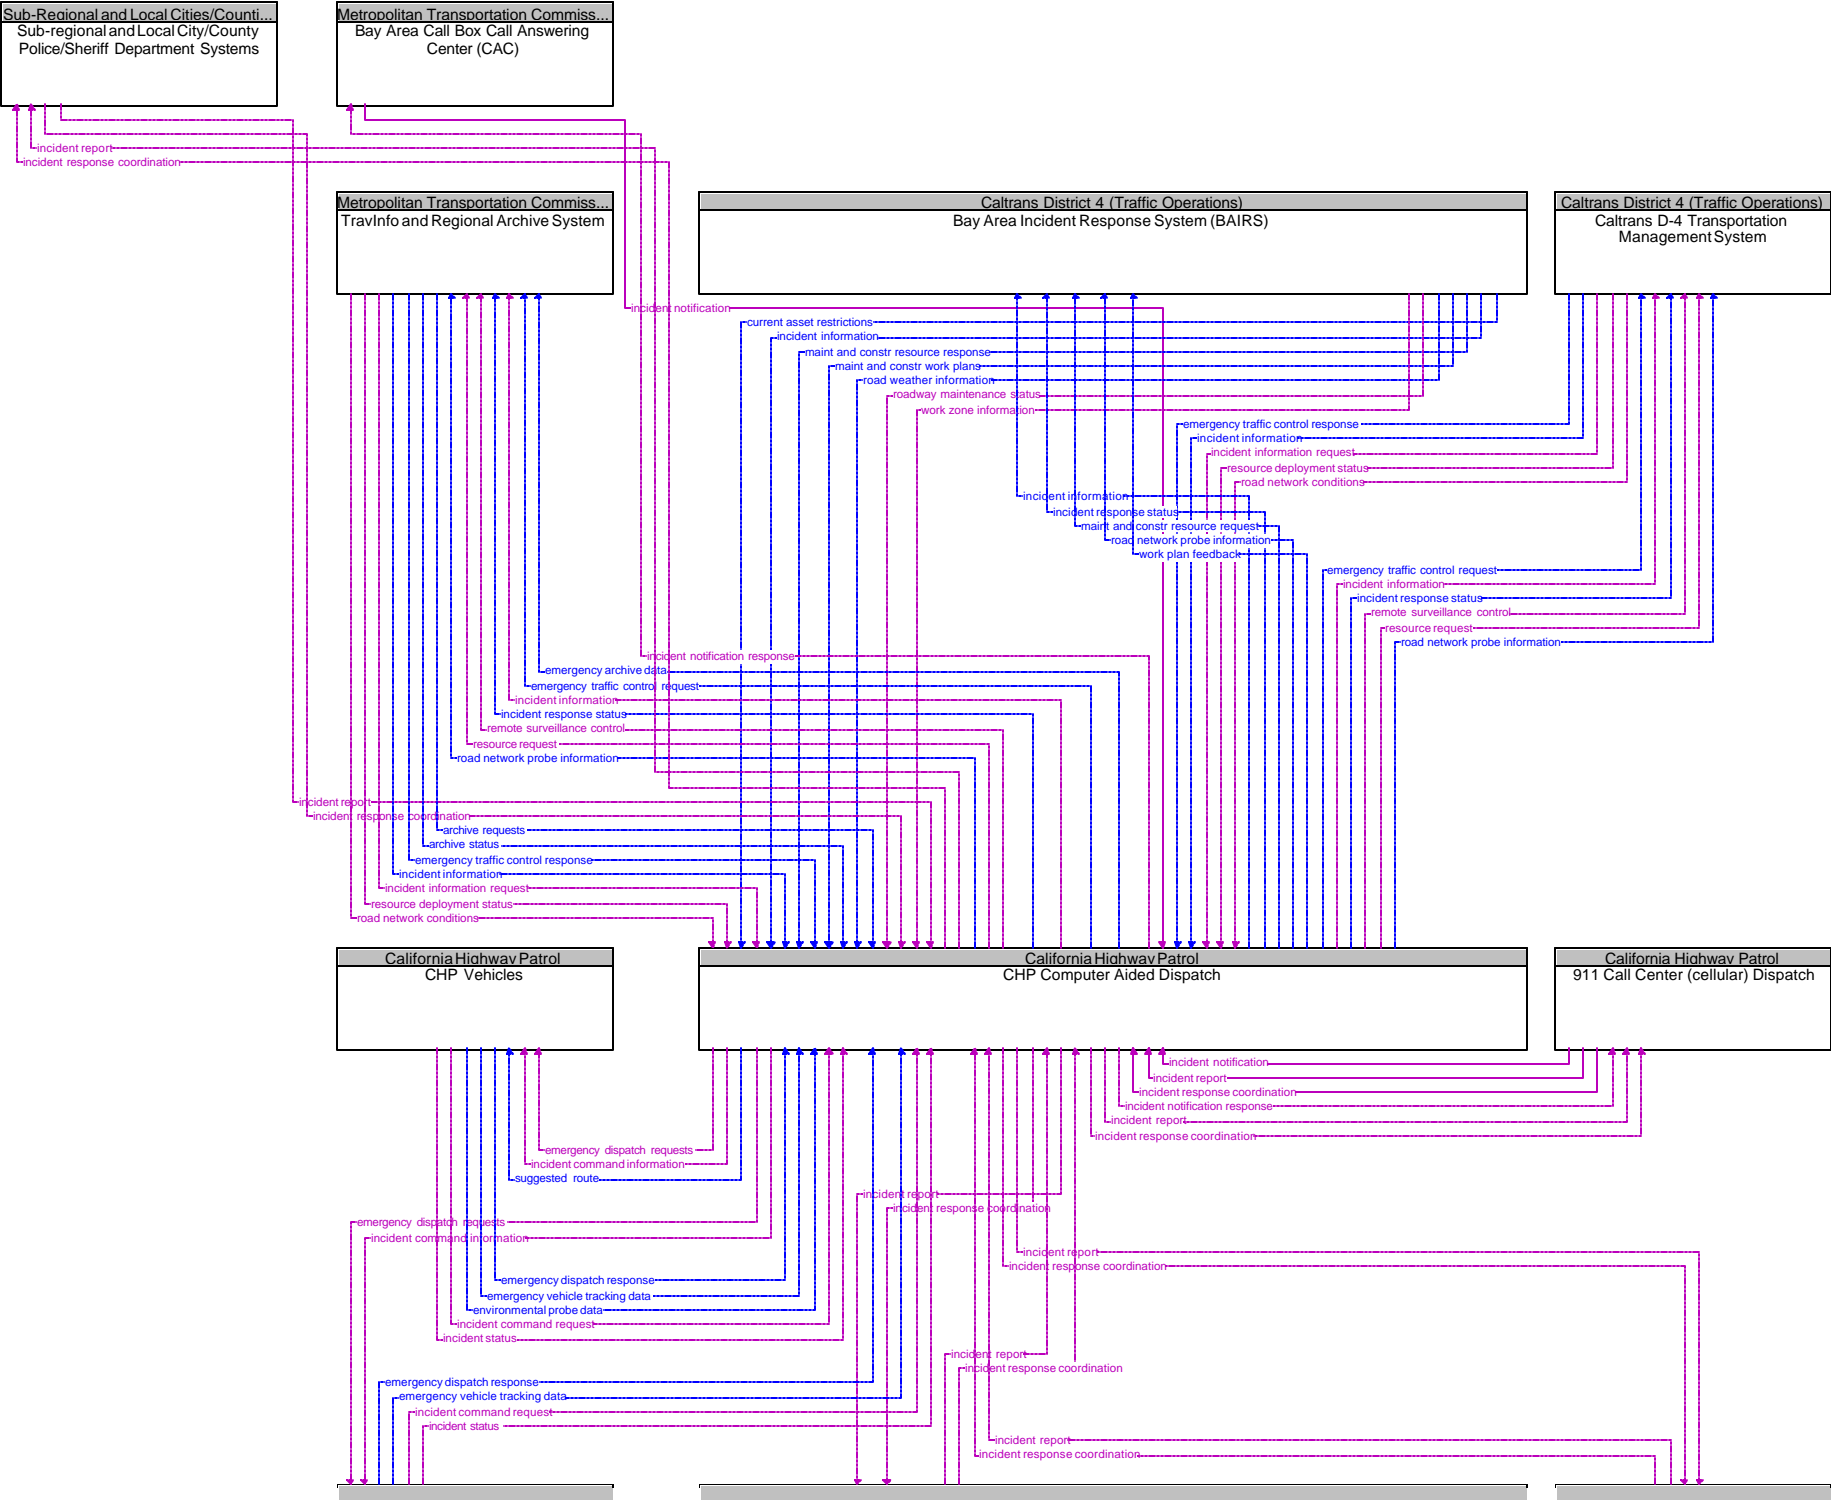 Sub-Regional and Local Cities/Counti...
Sub-regional and Local City/County
Police/Sheriff Department Systems
Metropolitan Transportation Commiss...
Bay Area Call Box Call Answering
Center (CAC)
incident report
incident response coordination
Metropolitan Transportation Commiss...
TravInfo and Regional Archive System
Caltrans District 4 (Traffic Operations)
Bay Area Incident Response System (BAIRS)
Caltrans District 4 (Traffic Operations)
Caltrans D-4 Transportation
Management System
incident notification
current asset restrictions
incident information
maint and constr resource response
maint and constr work plans
road weather information
roadway maintenance status
work zone information
emergency traffic control response
incident information
incident information request
resource deployment status
road network conditions
incident information
incident response status
maint and constr resource request
road network probe information
work plan feedback
emergency traffic control request
incident information
incident response status
remote surveillance control
resource request
road network probe information
incident notification response
emergency archive data
emergency traffic control request
incident information
incident response status
remote surveillance control
resource request
road network probe information
incident report
incident response coordination
archive requests
archive status
emergency traffic control response
incident information
incident information request
resource deployment status
road network conditions
California Highway Patrol
CHP Vehicles
California Highway Patrol
CHP Computer Aided Dispatch
California Highway Patrol
911 Call Center (cellular) Dispatch
incident notification
incident report
incident response coordination
incident notification response
incident report
incident response coordination
emergency dispatch requests
incident command information
suggested route
incident report
incident response coordination
emergency dispatch requests
incident command information
incident report
incident response coordination
emergency dispatch response
emergency vehicle tracking data
environmental probe data
incident command request
incident status
incident report
incident response coordination
emergency dispatch response
emergency vehicle tracking data
incident command request
incident status
incident report
incident response coordination